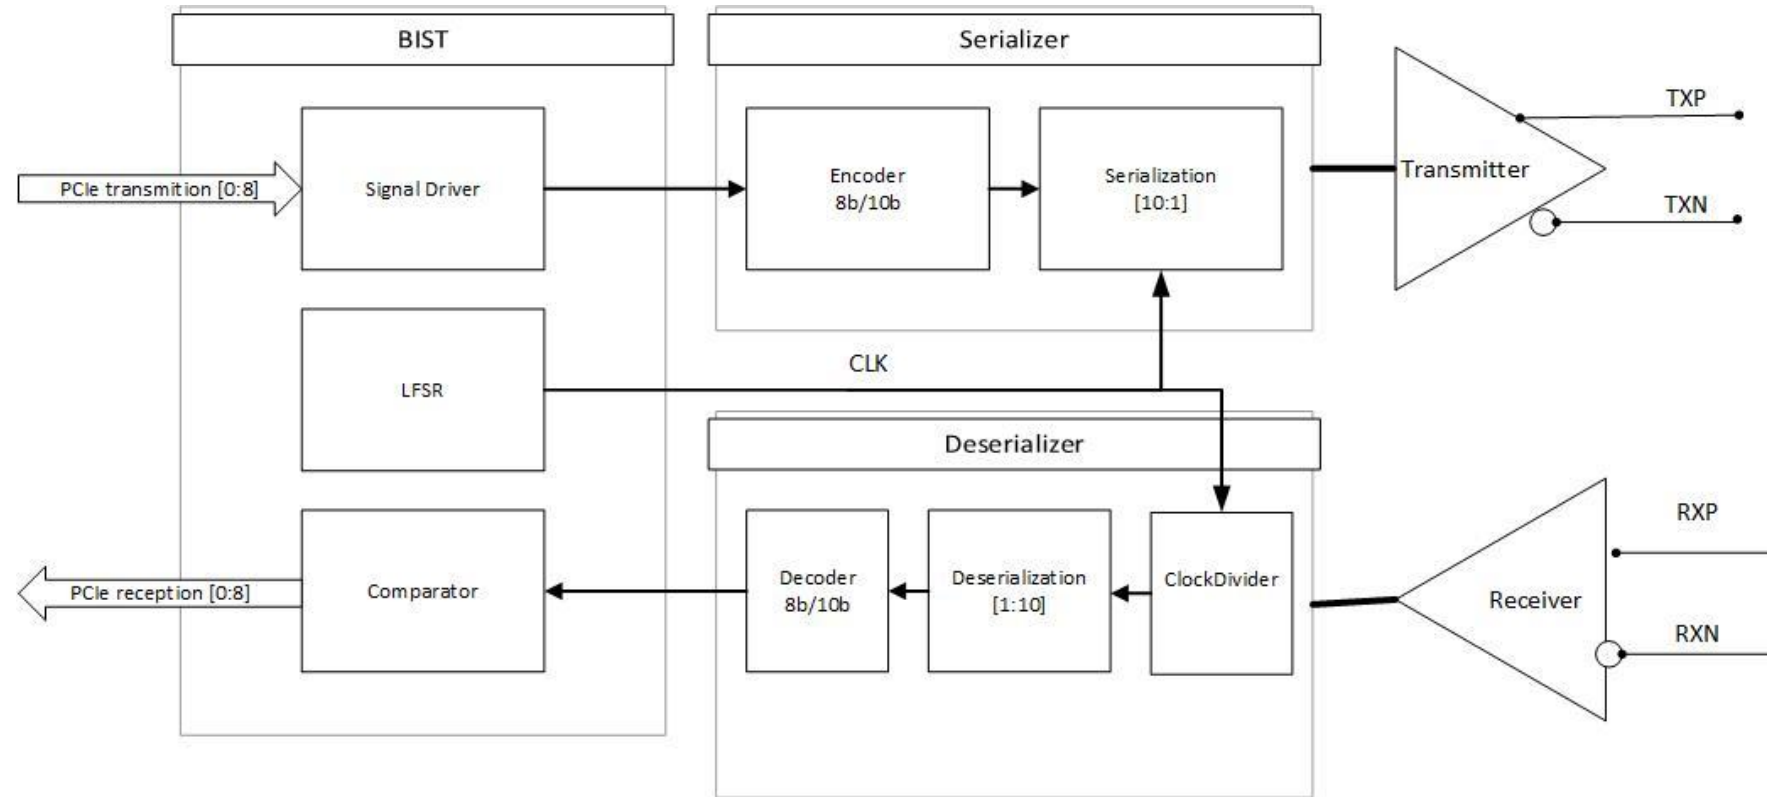 BIST
Serializer
PCIe transmition [0:8]
Signal Driver
Encoder
8b/10b
Serialization
[10:1]
Transmitter
TXP
TXN
LFSR
CLK
Deserializer
PCIe reception [0:8]
Comparator
Decoder
8b/10b
Deserialization
[1:10]
ClockDivider
Receiver
RXP
RXN